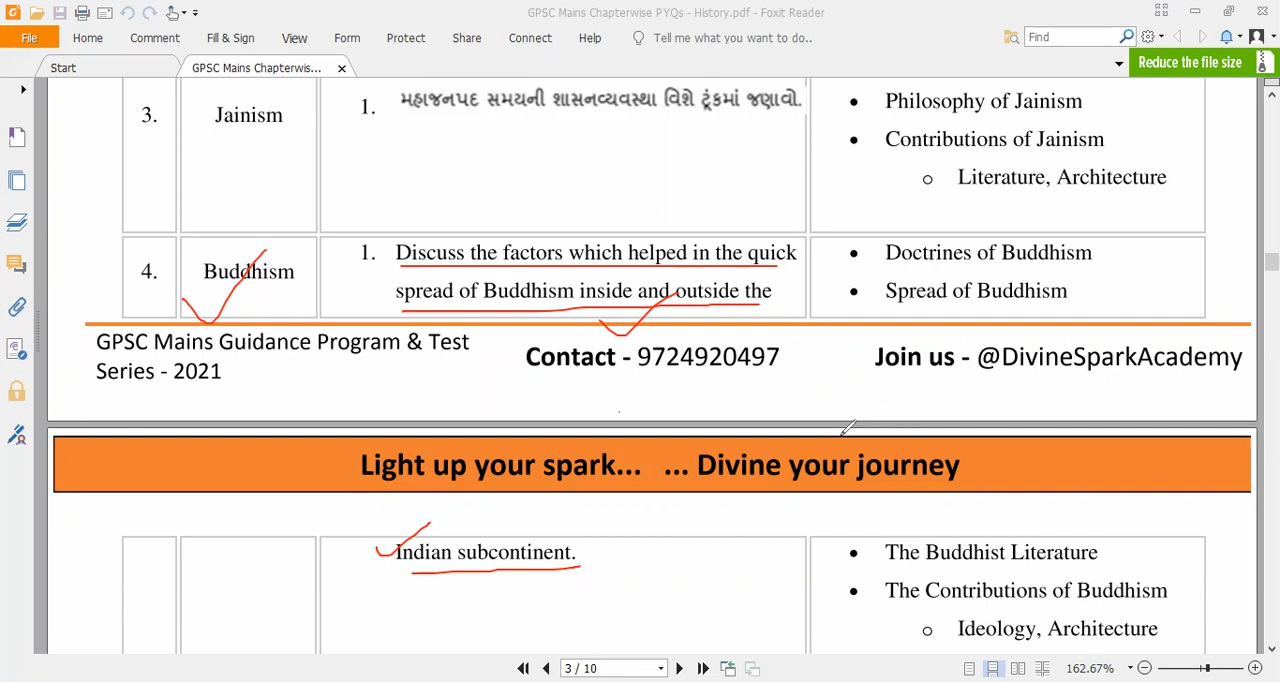 GPSC Mains Chapterwise PYQs - History.pdf - Foxit Reader
File Home Comment Fill & Sign View Form Protect Share Connect Help Tell me what you want to do.. Find
Start GPSC Mains Chapterwis... Reduce the file size
3. Jainism 1. મહાજનપદ સમયની શાસનવ્યવસ્થા વિશે ટૂંકમાં જણાવો. • Philosophy of Jainism
• Contributions of Jainism
o Literature, Architecture
4. Buddhism 1. Discuss the factors which helped in the quick • Doctrines of Buddhism
spread of Buddhism inside and outside the • Spread of Buddhism
GPSC Mains Guidance Program & Test
Series - 2021
Contact - 9724920497 Join us - @DivineSparkAcademy
Light up your spark... ... Divine your journey
Indian subcontinent. • The Buddhist Literature
• The Contributions of Buddhism
o Ideology, Architecture
3 / 10 162.67%